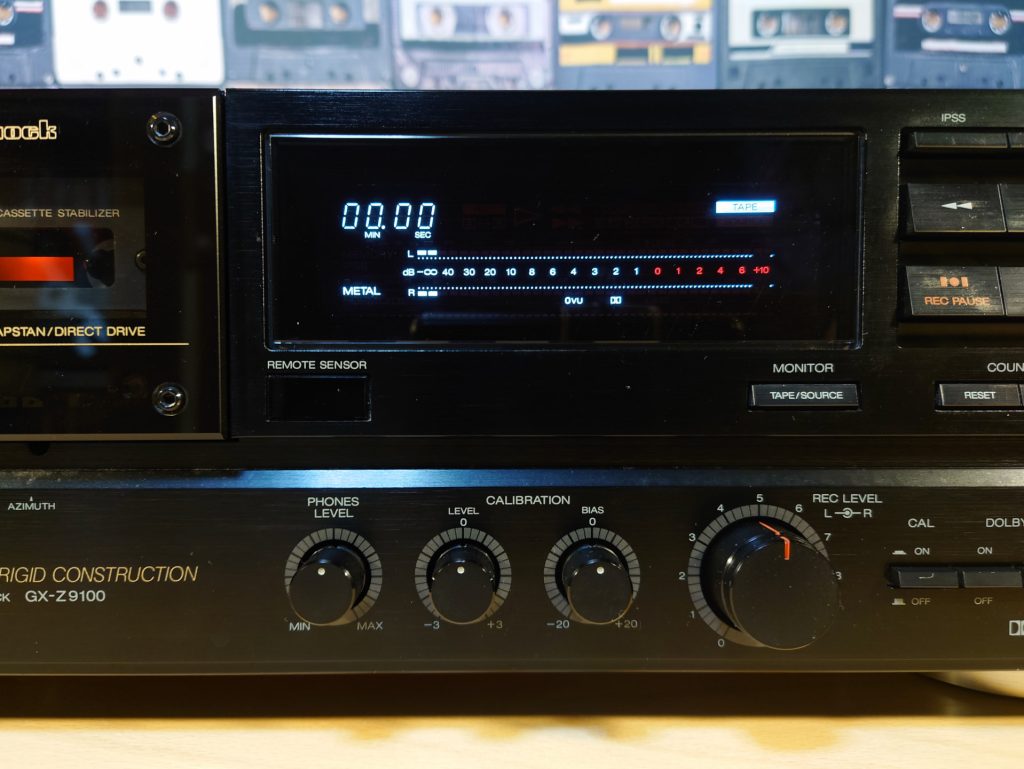 IPSS
CASSETTE STABILIZER
00.00
MIN SEC
TAPE
L
dB -∞ 40 30 20 10 8 6 4 3 2 1 0 1 2 4 6 +10
METAL R
0VU
REC PAUSE
APSTAN/DIRECT DRIVE
REMOTE SENSOR
MONITOR
COUN
TAPE/SOURCE
RESET
AZIMUTH
PHONES
LEVEL
CALIBRATION
LEVEL
0
-3 +3
BIAS
0
-20 +20
MIN MAX
REC LEVEL
L R
0 1 2 3 4 5 6 7 8
CAL
ON
OFF
DOLBY
ON
OFF
RIGID CONSTRUCTION
CK GX-Z9100